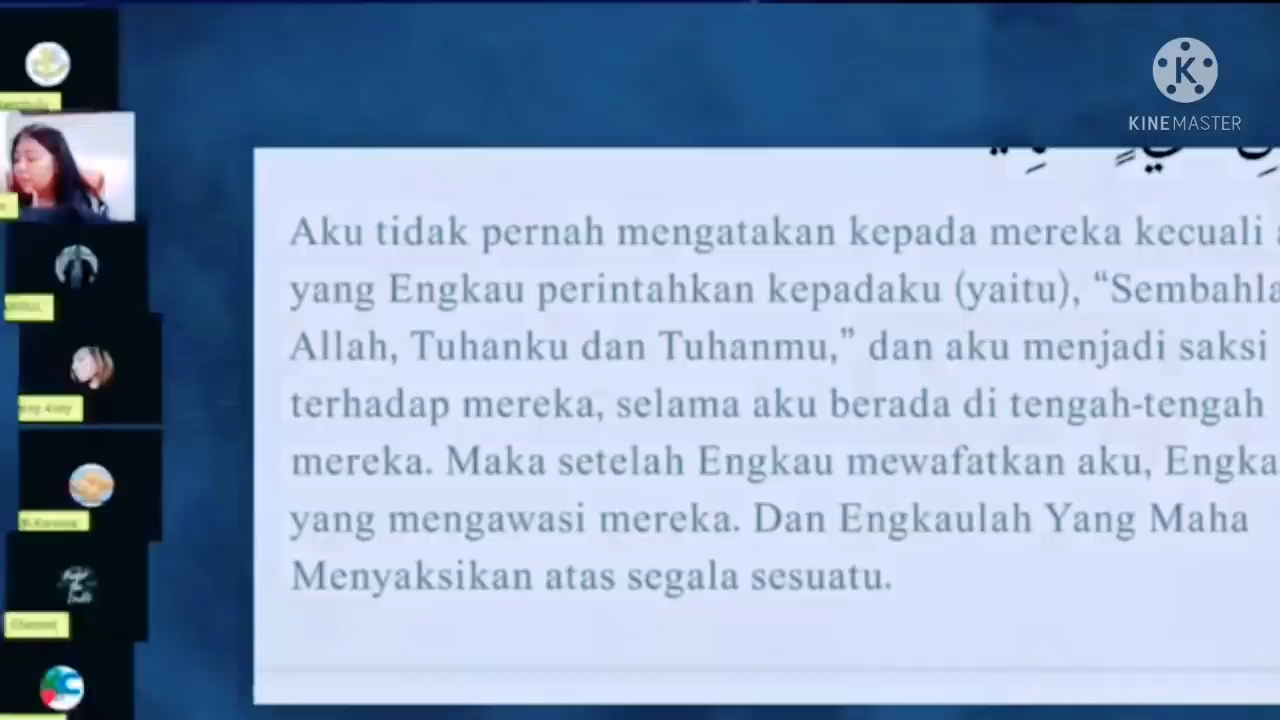 KINEMASTER
Aku tidak pernah mengatakan kepada mereka kecuali
yang Engkau perintahkan kepadaku (yaitu), “Sembahla
Allah, Tuhanku dan Tuhanmu,” dan aku menjadi saksi
terhadap mereka, selama aku berada di tengah-tengah
mereka. Maka setelah Engkau mewafatkan aku, Engka
yang mengawasi mereka. Dan Engkaulah Yang Maha
Menyaksikan atas segala sesuatu.